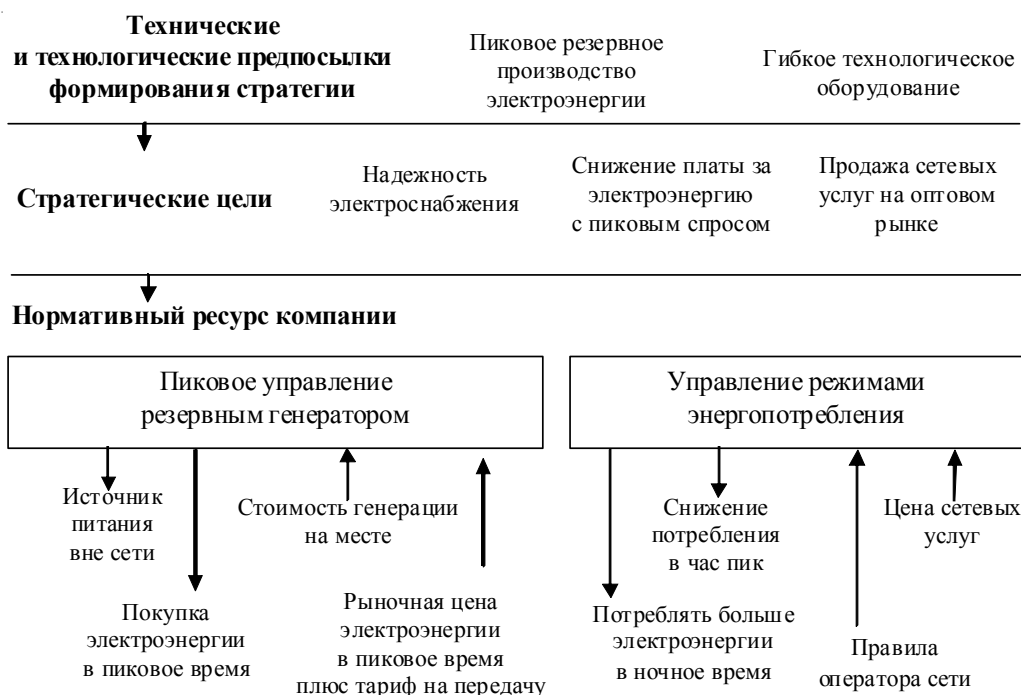 Технические
и технологические предпосылки
формирования стратегии
Пиковое резервное
производство
электроэнергии
Гибкое технологическое
оборудование
Стратегические цели
Надежность
электроснабжения
Снижение платы за
электроэнергию
с пиковым спросом
Продажа сетевых
услуг на оптовом
рынке
Нормативный ресурс компании
Пиковое управление
резервным генератором
Управление режимами
энергопотребления
Источник
питания
вне сети
Стоимость генерации
на месте
Снижение
потребления
в час пик
Цена сетевых
услуг
Покупка
электроэнергии
в пиковое время
Рыночная цена
электроэнергии
в пиковое время
плюс тариф на передачу
Потреблять больше
электроэнергии
в ночное время
Правила
оператора сети